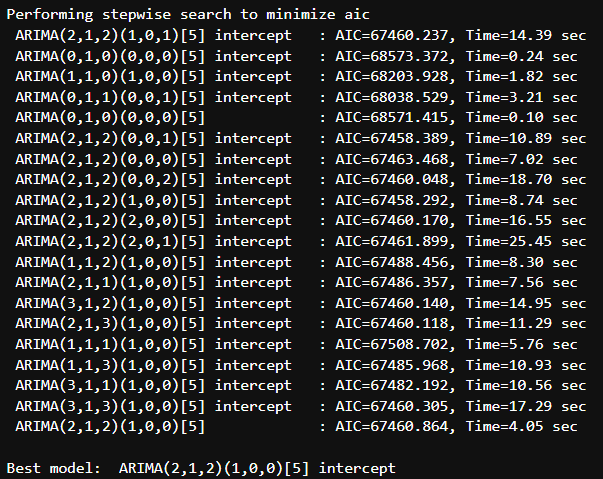 Performing stepwise search to minimize aic
ARIMA(2,1,2)(1,0,1)[5] intercept   : AIC=67460.237, Time=14.39 sec
ARIMA(0,1,0)(0,0,0)[5] intercept   : AIC=68573.372, Time=0.24 sec
ARIMA(1,1,0)(1,0,0)[5] intercept   : AIC=68203.928, Time=1.82 sec
ARIMA(0,1,1)(0,0,1)[5] intercept   : AIC=68038.529, Time=3.21 sec
ARIMA(0,1,0)(0,0,0)[5]             : AIC=68571.415, Time=0.10 sec
ARIMA(2,1,2)(0,0,1)[5] intercept   : AIC=67458.389, Time=10.89 sec
ARIMA(2,1,2)(0,0,0)[5] intercept   : AIC=67463.468, Time=7.02 sec
ARIMA(2,1,2)(0,0,2)[5] intercept   : AIC=67460.048, Time=18.70 sec
ARIMA(2,1,2)(1,0,0)[5] intercept   : AIC=67458.292, Time=8.74 sec
ARIMA(2,1,2)(2,0,0)[5] intercept   : AIC=67460.170, Time=16.55 sec
ARIMA(2,1,2)(2,0,1)[5] intercept   : AIC=67461.899, Time=25.45 sec
ARIMA(1,1,2)(1,0,0)[5] intercept   : AIC=67488.456, Time=8.30 sec
ARIMA(2,1,1)(1,0,0)[5] intercept   : AIC=67486.357, Time=7.56 sec
ARIMA(3,1,2)(1,0,0)[5] intercept   : AIC=67460.140, Time=14.95 sec
ARIMA(2,1,3)(1,0,0)[5] intercept   : AIC=67460.118, Time=11.29 sec
ARIMA(1,1,1)(1,0,0)[5] intercept   : AIC=67508.702, Time=5.76 sec
ARIMA(1,1,3)(1,0,0)[5] intercept   : AIC=67485.968, Time=10.93 sec
ARIMA(3,1,1)(1,0,0)[5] intercept   : AIC=67482.192, Time=10.56 sec
ARIMA(3,1,3)(1,0,0)[5] intercept   : AIC=67460.305, Time=17.29 sec
ARIMA(2,1,2)(1,0,0)[5]             : AIC=67460.864, Time=4.05 sec
Best model:  ARIMA(2,1,2)(1,0,0)[5] intercept